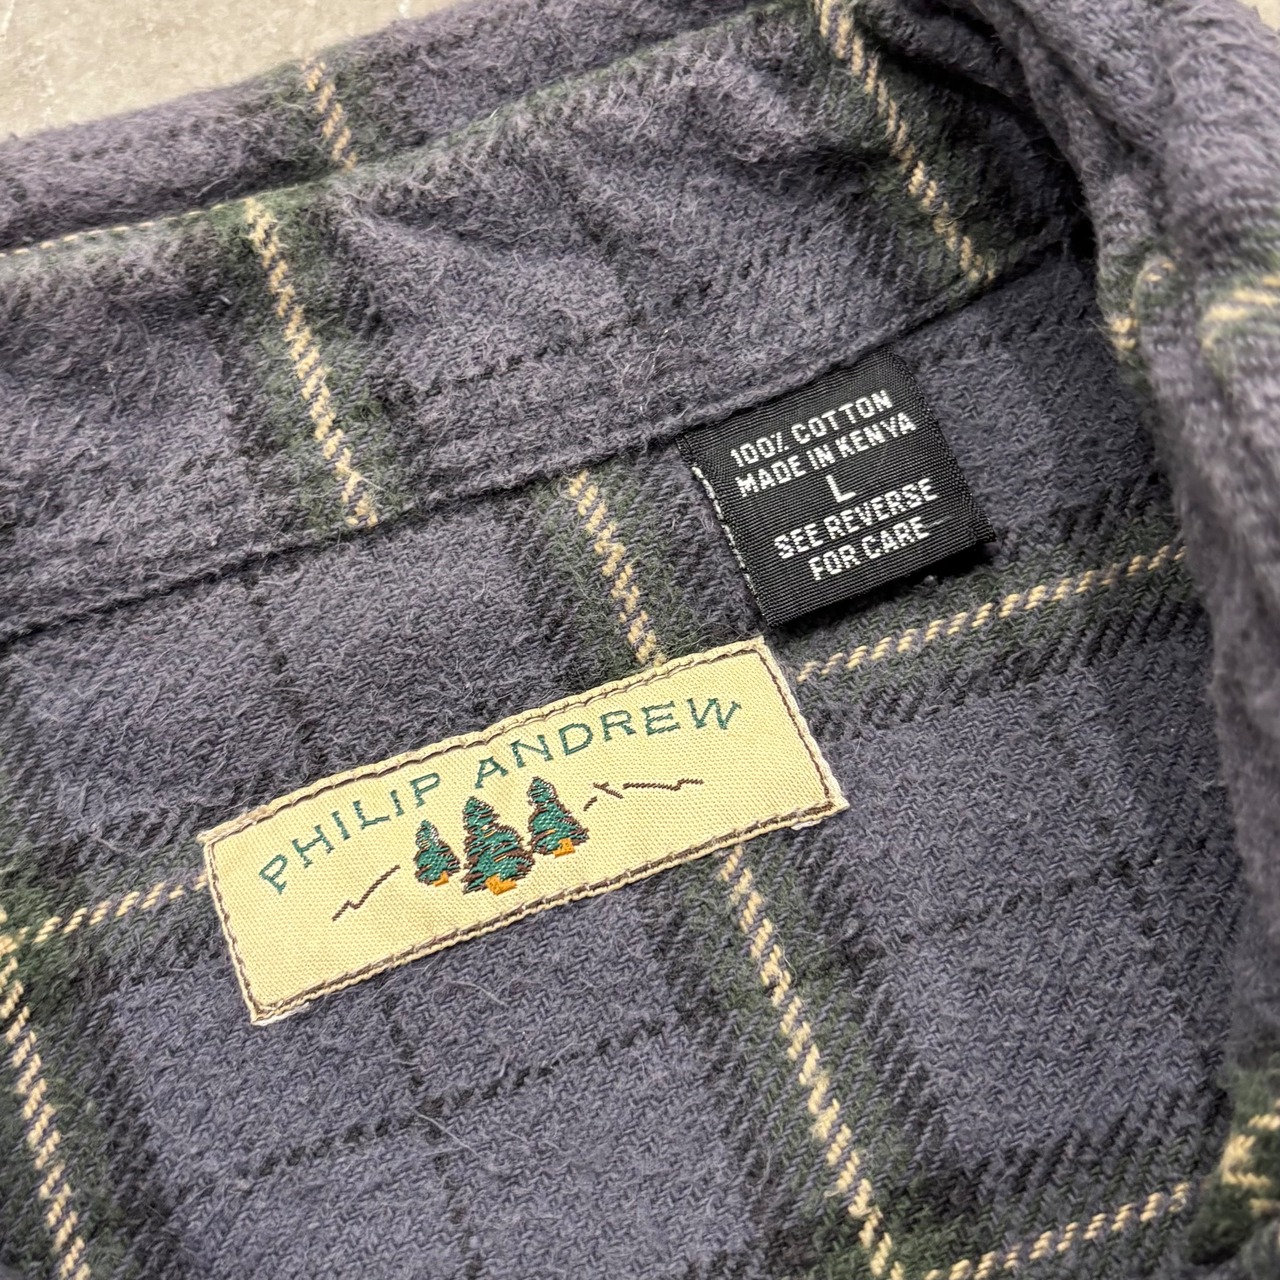 100% COTTON
MADE IN KENYA
L
SEE REVERSE
FOR CARE
PHILIP ANDREW